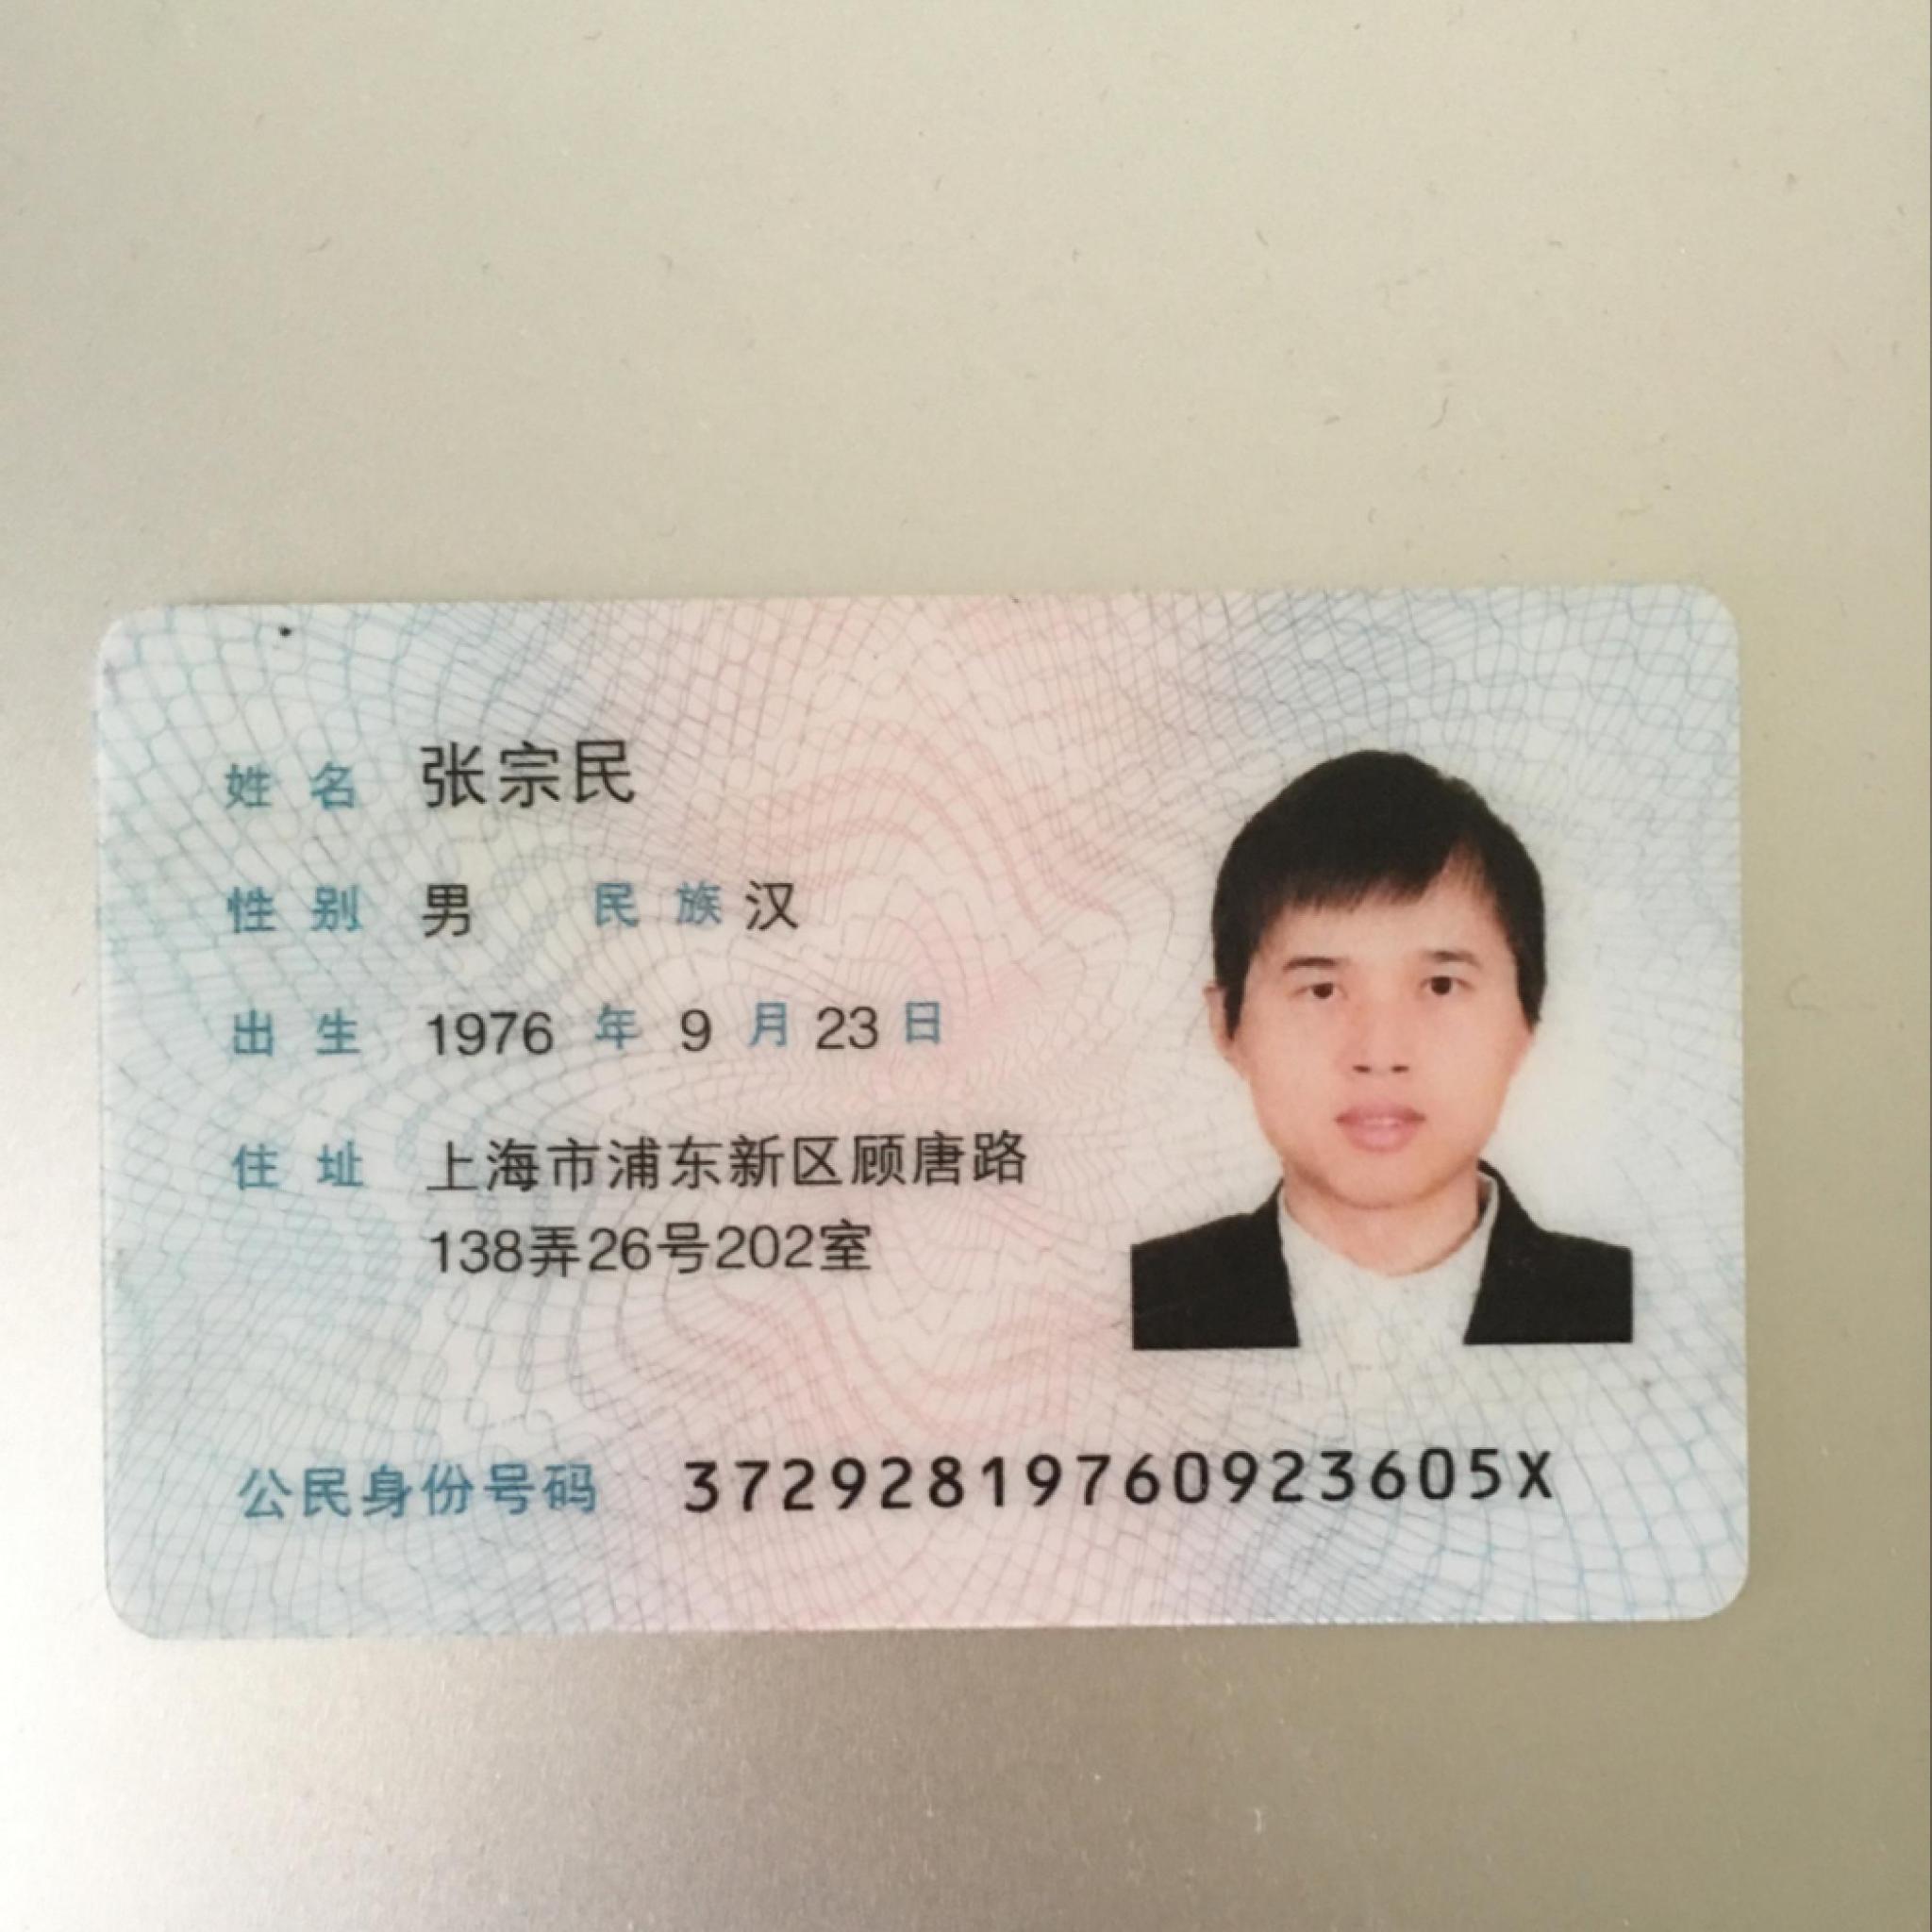 姓名 张宗民
性别 男 民族 汉
出生 1976 年 9 月 23 日
住址 上海市浦东新区顾唐路
138弄26号202室
公民身份号码 37292819760923605X